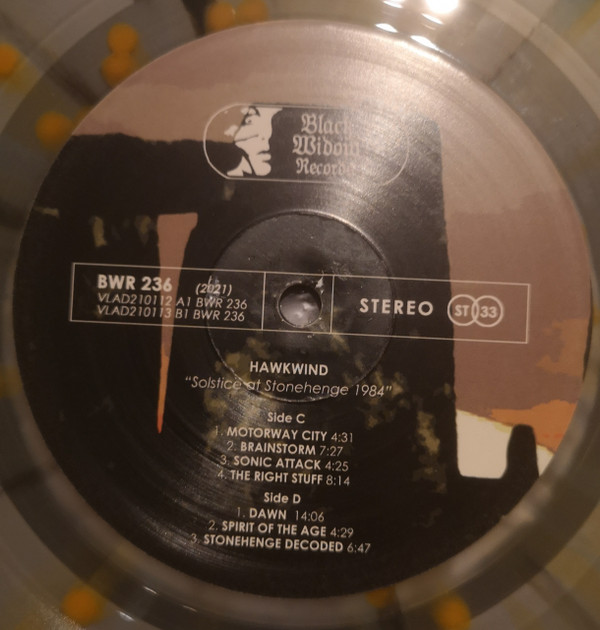 Black
Widow
Records
BWR 236 (2021)
VLAD210112 A1 BWR 236
VLAD210113 B1 BWR 236
STEREO ST 33
HAWKWIND
“Solstice at Stonehenge 1984”
Side C
1. MOTORWAY CITY 4:31
2. BRAINSTORM 7:27
3. SONIC ATTACK 4:25
4. THE RIGHT STUFF 8:14
Side D
1. DAWN 14:06
2. SPIRIT OF THE AGE 4:29
3. STONEHENGE DECODED 6:47